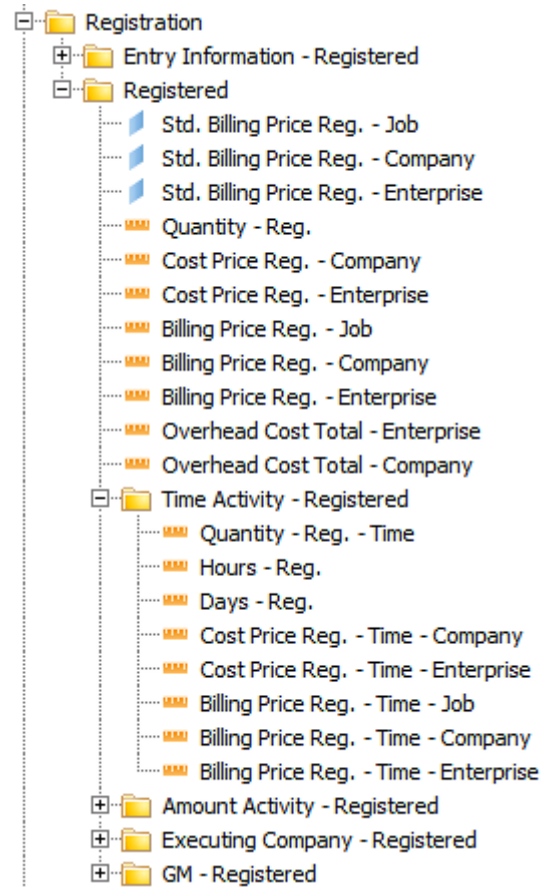 Registration
Entry Information - Registered
Registered
Std. Billing Price Reg. - Job
Std. Billing Price Reg. - Company
Std. Billing Price Reg. - Enterprise
Quantity - Reg.
Cost Price Reg. - Company
Cost Price Reg. - Enterprise
Billing Price Reg. - Job
Billing Price Reg. - Company
Billing Price Reg. - Enterprise
Overhead Cost Total - Enterprise
Overhead Cost Total - Company
Time Activity - Registered
Quantity - Reg. - Time
Hours - Reg.
Days - Reg.
Cost Price Reg. - Time - Company
Cost Price Reg. - Time - Enterprise
Billing Price Reg. - Time - Job
Billing Price Reg. - Time - Company
Billing Price Reg. - Time - Enterprise
Amount Activity - Registered
Executing Company - Registered
GM - Registered